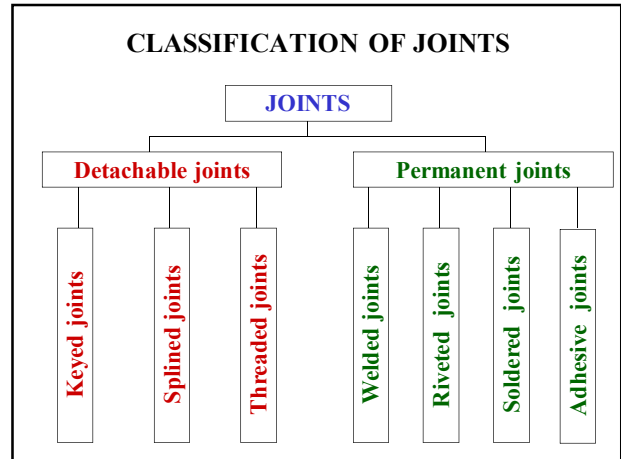 CLASSIFICATION OF JOINTS
JOINTS
Detachable joints
Permanent joints
Keyed joints
Splined joints
Threaded joints
Welded joints
Riveted joints
Soldered joints
Adhesive joints